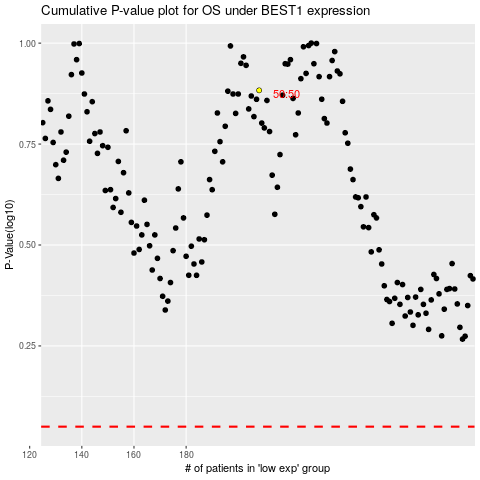 Cumulative P-value plot for OS under BEST1 expression
P-Value(log10)
1.00
0.75
0.50
0.25
50:50
120 140 160 180
# of patients in 'low exp' group